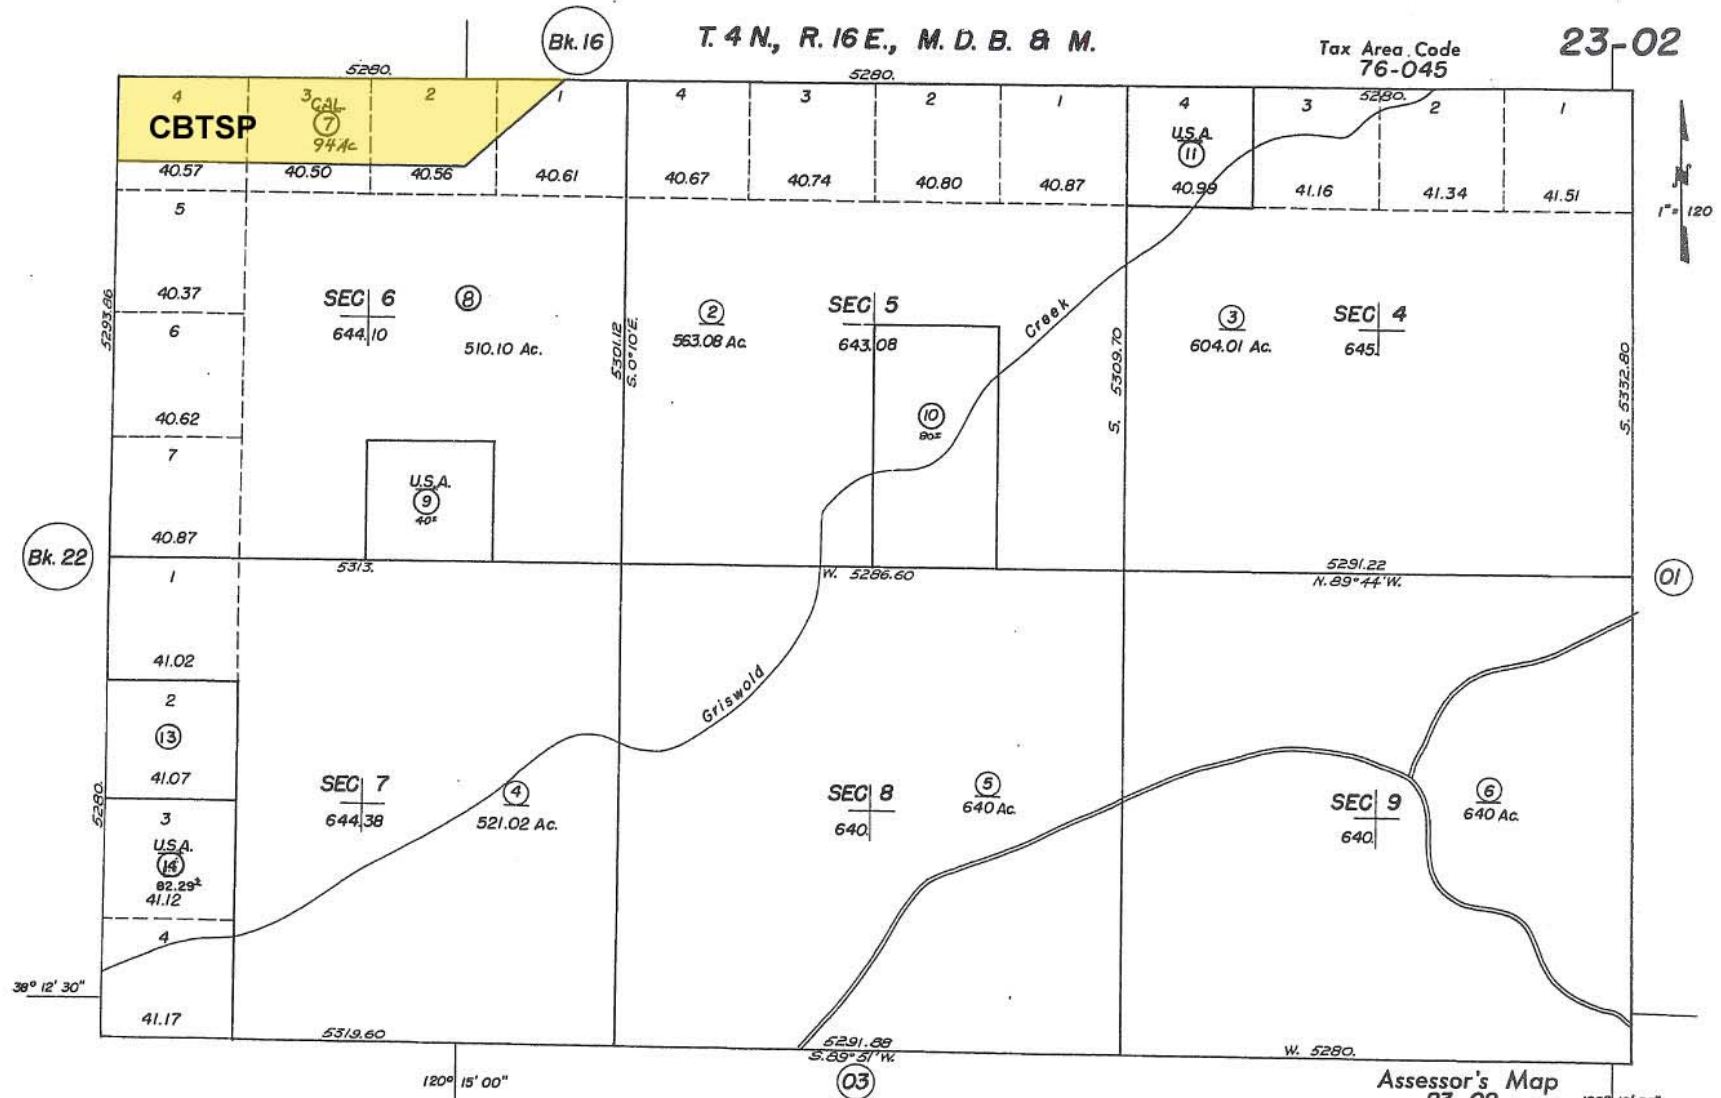 Bk. 16
T. 4 N., R. 16 E., M. D. B. & M.
Tax Area Code
76-045
23-02
5280.
5280.
5280.
4
3
2
1
4
3
2
1
4
3
2
1
CAL
7
94 Ac
CBTSP
U.S.A.
11
40.57
40.50
40.56
40.61
40.67
40.74
40.80
40.87
40.99
41.16
41.34
41.51
N
1"= 120
5
40.37
5293.86
SEC 6
644.10
8
510.10 Ac.
5301.12
S. 0°10'E.
2
563.08 Ac.
SEC 5
643.08
Creek
S. 5309.70
3
604.01 Ac.
SEC 4
645.
S. 5332.80
6
40.62
10
80±
7
40.87
U.S.A.
9
40±
Bk. 22
5313.
W. 5286.60
5291.22
N. 89°44'W.
01
1
41.02
2
13
41.07
Griswold
5280.
SEC 7
644.38
4
521.02 Ac.
SEC 8
640.
5
640 Ac.
SEC 9
640.
6
640 Ac.
3
U.S.A.
14
82.29±
41.12
4
41.17
38° 12' 30"
5319.60
5291.88
S. 89° 51' W.
W. 5280.
120° 15' 00"
03
Assessor's Map